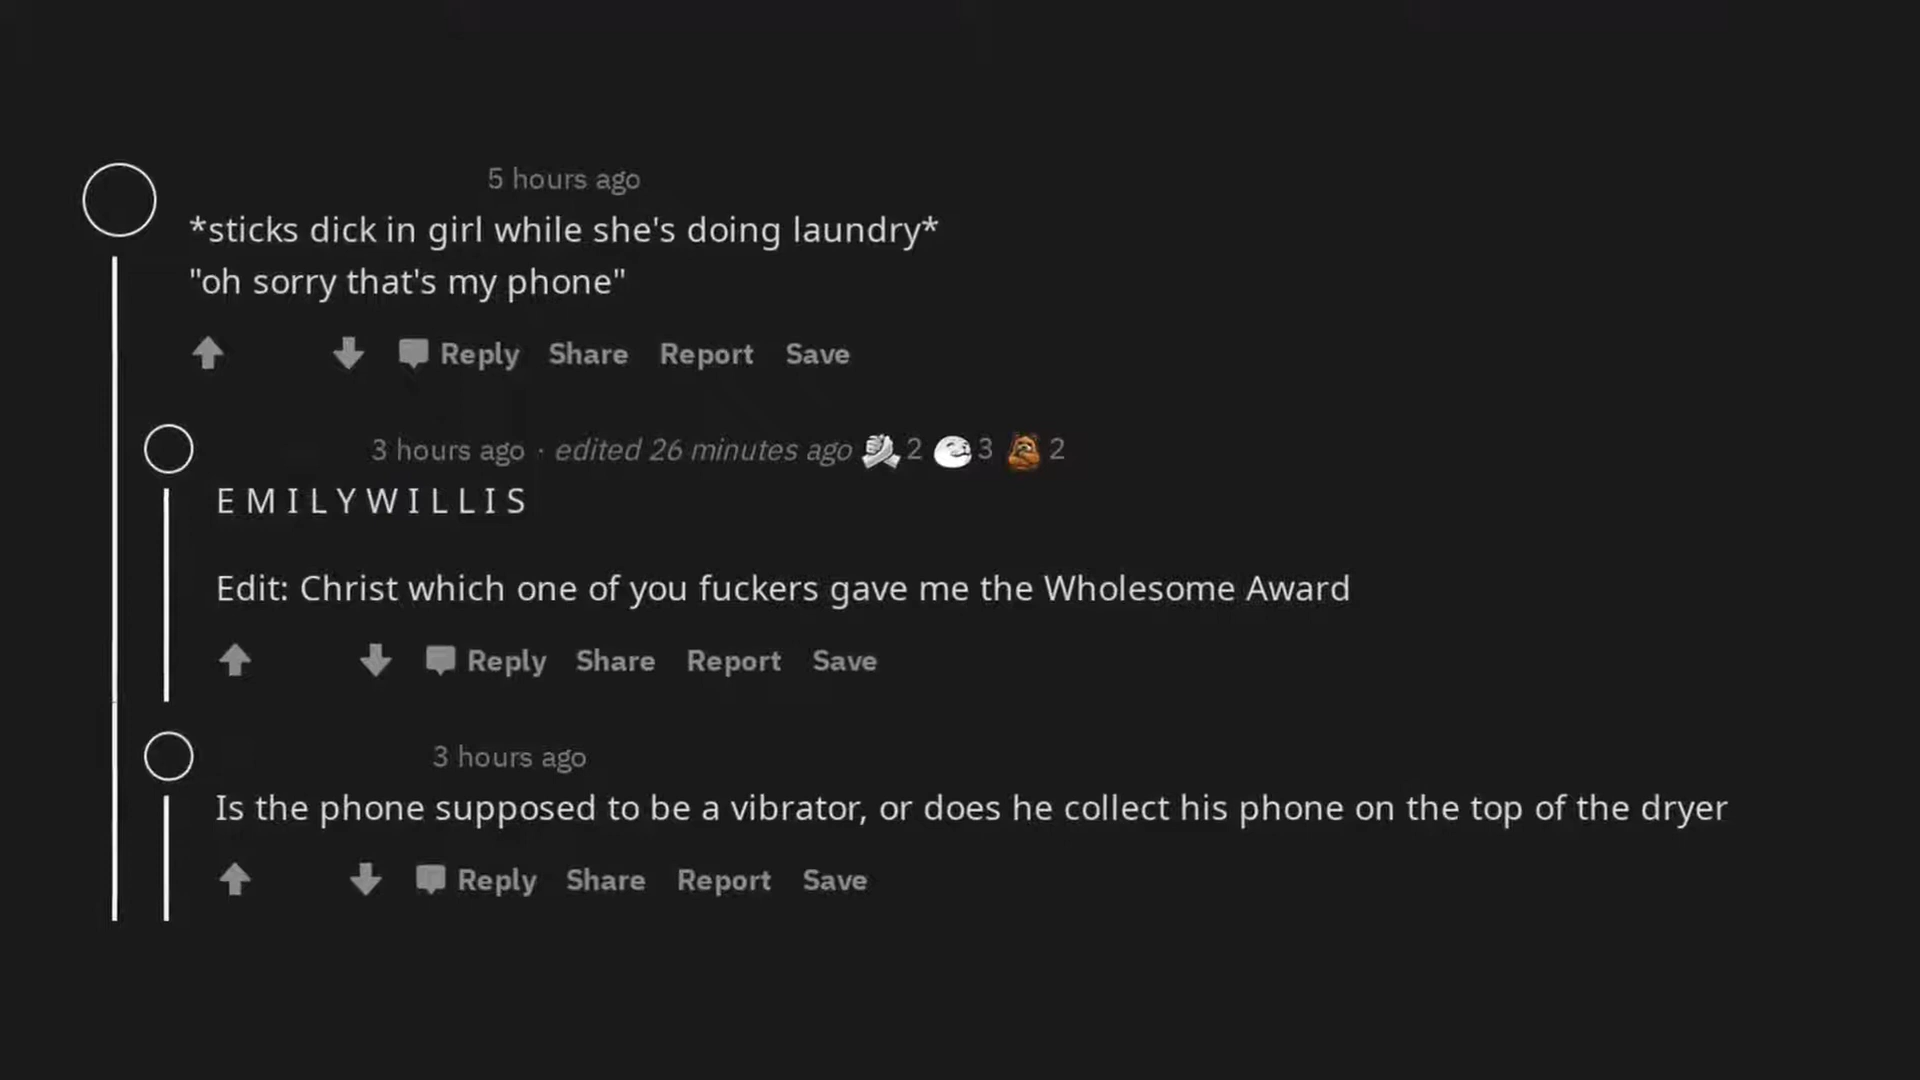 5 hours ago
*sticks dick in girl while she's doing laundry*
"oh sorry that's my phone"
Reply Share Report Save
3 hours ago · edited 26 minutes ago 2 3 2
E M I L Y W I L L I S
Edit: Christ which one of you fuckers gave me the Wholesome Award
Reply Share Report Save
3 hours ago
Is the phone supposed to be a vibrator, or does he collect his phone on the top of the dryer
Reply Share Report Save